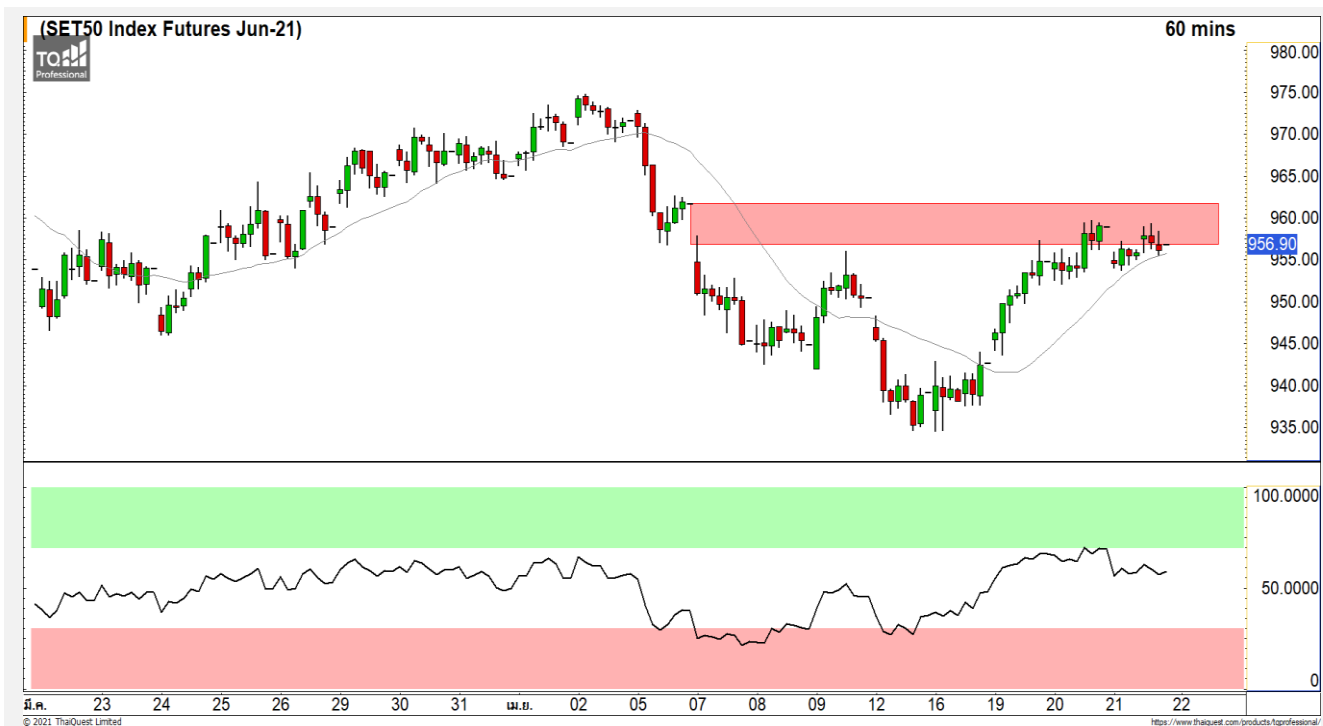 (SET50 Index Futures Jun-21) 60 mins
TQ
Professional
980.00
975.00
970.00
965.00
960.00
956.90
955.00
950.00
945.00
940.00
935.00
100.0000
50.0000
0
มี.ค. 23 24 25 26 29 30 31 เม.ย. 02 05 07 08 09 12 16 19 20 21 22
© 2021 ThaiQuest Limited https://www.thaiquest.com/products/tqprofessional/